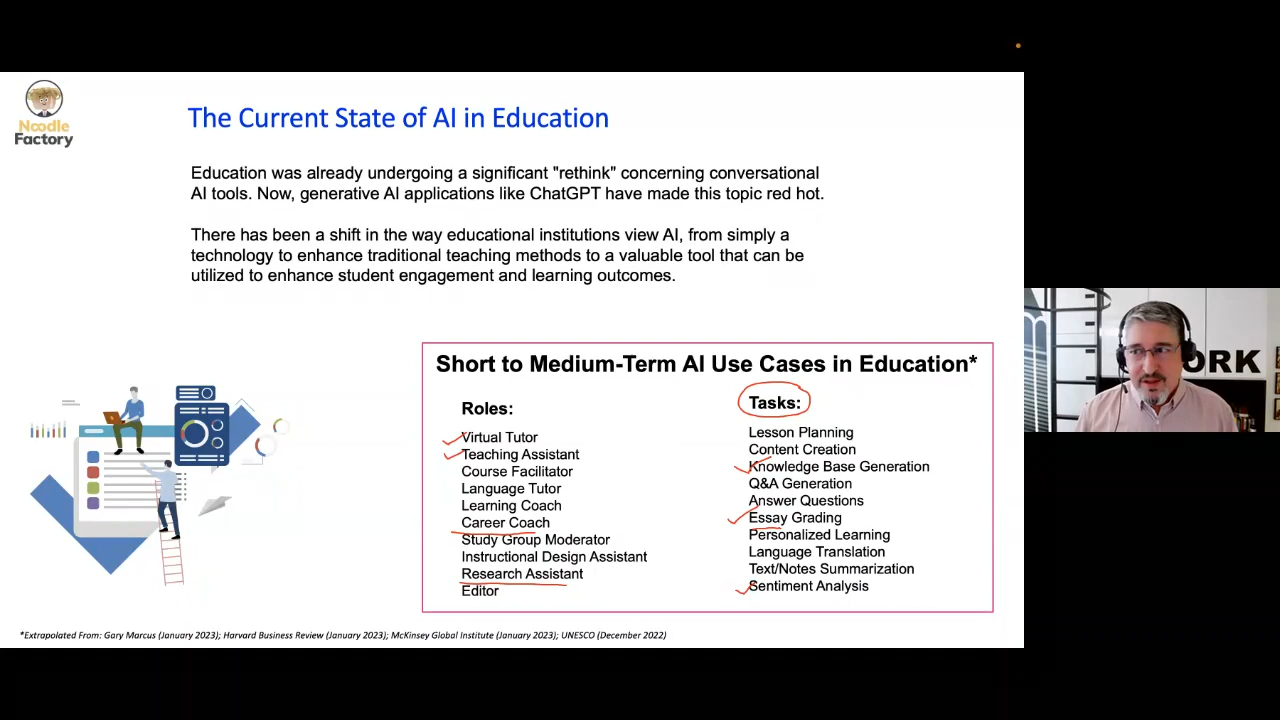 Noodle
Factory
The Current State of AI in Education
Education was already undergoing a significant "rethink" concerning conversational
AI tools. Now, generative AI applications like ChatGPT have made this topic red hot.
There has been a shift in the way educational institutions view AI, from simply a
technology to enhance traditional teaching methods to a valuable tool that can be
utilized to enhance student engagement and learning outcomes.
Short to Medium-Term AI Use Cases in Education*
Roles:
Virtual Tutor
Teaching Assistant
Course Facilitator
Language Tutor
Learning Coach
Career Coach
Study Group Moderator
Instructional Design Assistant
Research Assistant
Editor
Tasks:
Lesson Planning
Content Creation
Knowledge Base Generation
Q&A Generation
Answer Questions
Essay Grading
Personalized Learning
Language Translation
Text/Notes Summarization
Sentiment Analysis
*Extrapolated From: Gary Marcus (January 2023); Harvard Business Review (January 2023); McKinsey Global Institute (January 2023); UNESCO (December 2022)
ORK